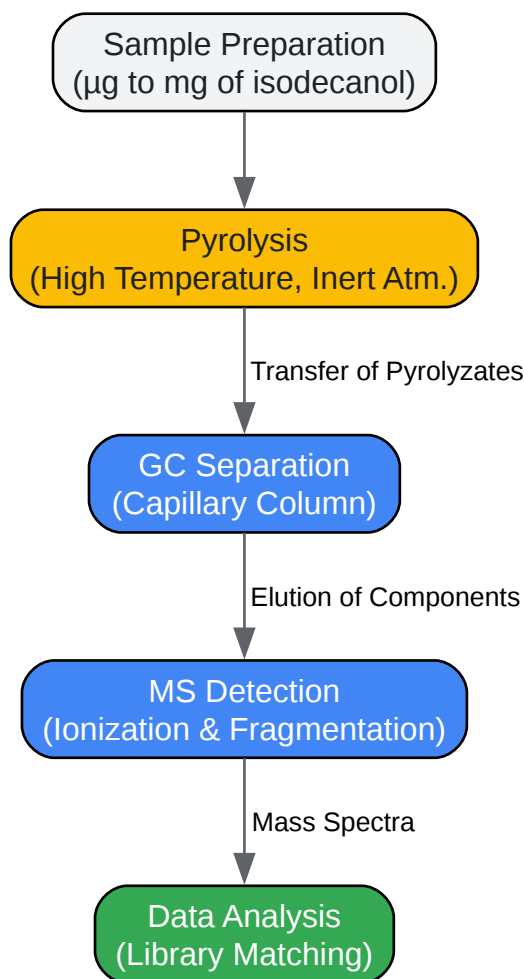 Sample Preparation
(µg to mg of isodecanol)
Pyrolysis
(High Temperature, Inert Atm.)
Transfer of Pyrolyzates
GC Separation
(Capillary Column)
Elution of Components
MS Detection
(Ionization & Fragmentation)
Mass Spectra
Data Analysis
(Library Matching)